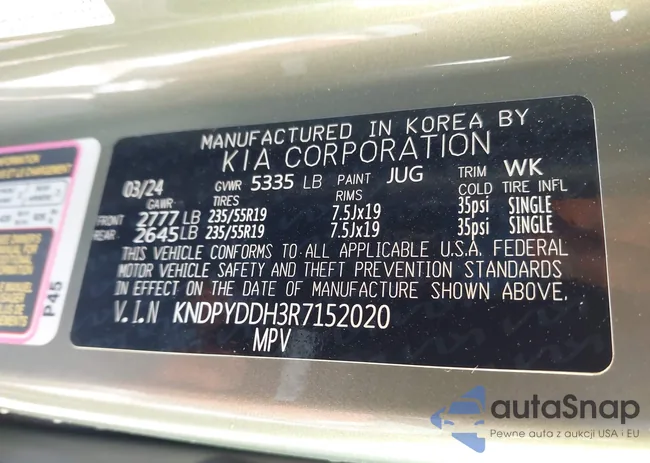 MANUFACTURED IN KOREA BY
KIA CORPORATION
03/24 GVWR 5335 LB PAINT JUG TRIM WK
GAWR TIRES RIMS COLD TIRE INFL
FRONT 2777 LB 235/55R19 7.5Jx19 35psi SINGLE
REAR 2645 LB 235/55R19 7.5Jx19 35psi SINGLE
THIS VEHICLE CONFORMS TO ALL APPLICABLE U.S.A. FEDERAL
MOTOR VEHICLE SAFETY AND THEFT PREVENTION STANDARDS
IN EFFECT ON THE DATE OF MANUFACTURE SHOWN ABOVE.
V.I.N KNDPYDDH3R7152020
MPV
P45
autaSnap
Pewne auta z aukcji USA i EU